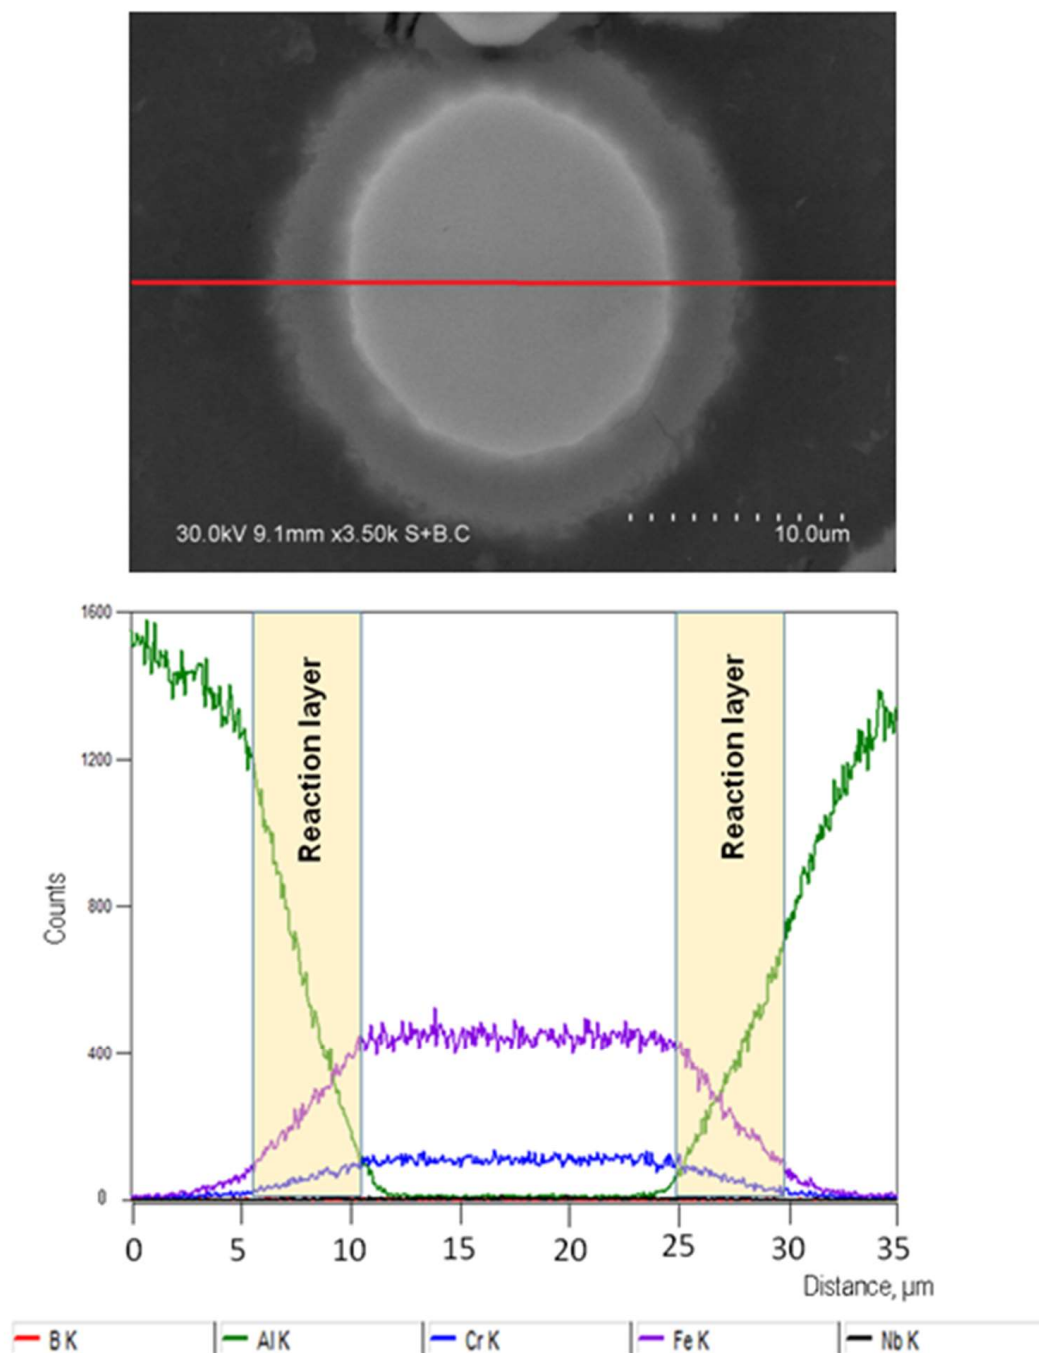 30.0kV 9.1mm x3.50k S+B.C
10.0um
1600
1200
800
400
0
Counts
Reaction layer
Reaction layer
0 5 10 15 20 25 30 35
Distance, µm
B K Al K Cr K Fe K Nb K